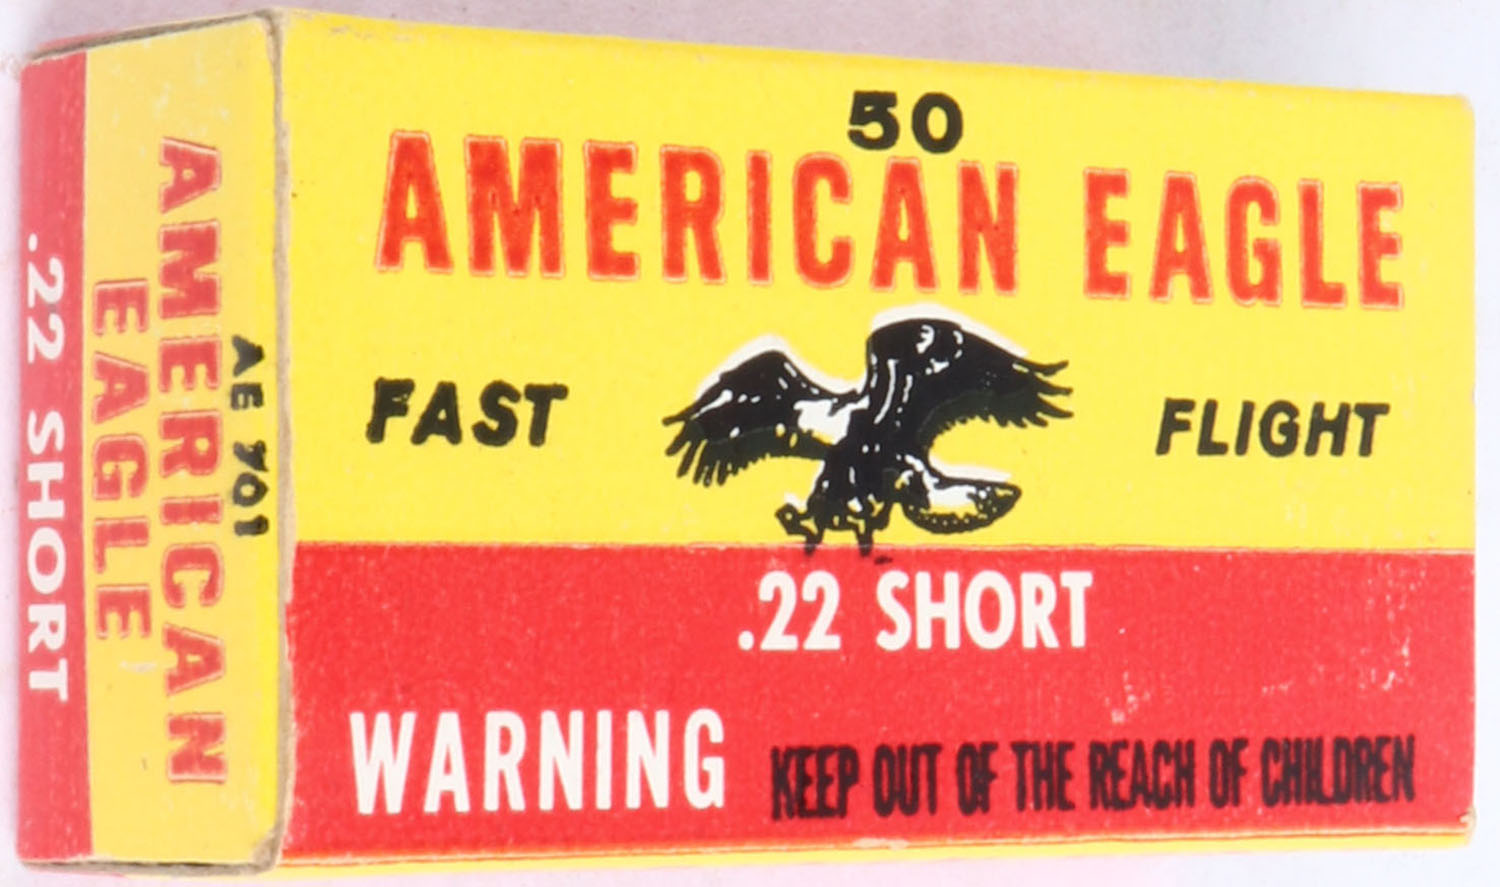 50
AMERICAN EAGLE
FAST FLIGHT
.22 SHORT
WARNING KEEP OUT OF THE REACH OF CHILDREN
AE 701
AMERICAN
EAGLE
.22 SHORT